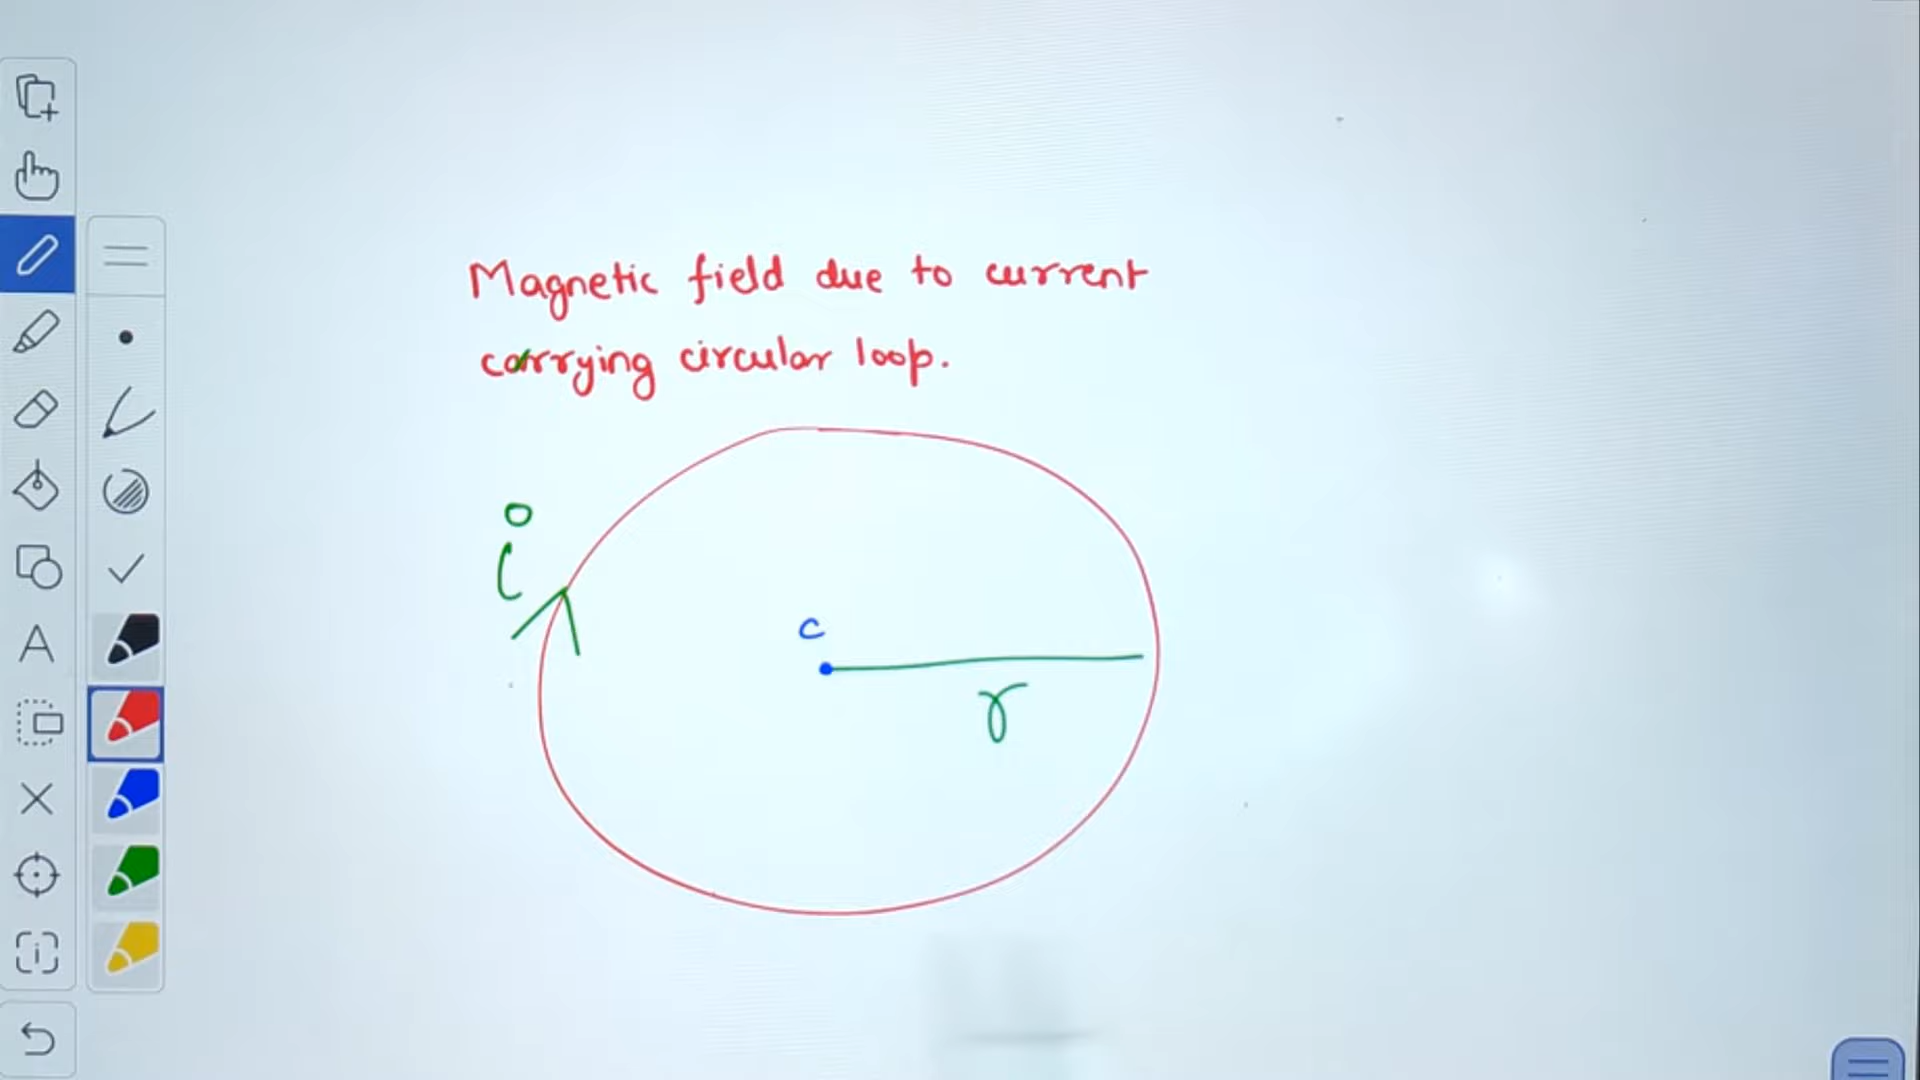 Magnetic field due to current
carrying circular loop.
i
c
r